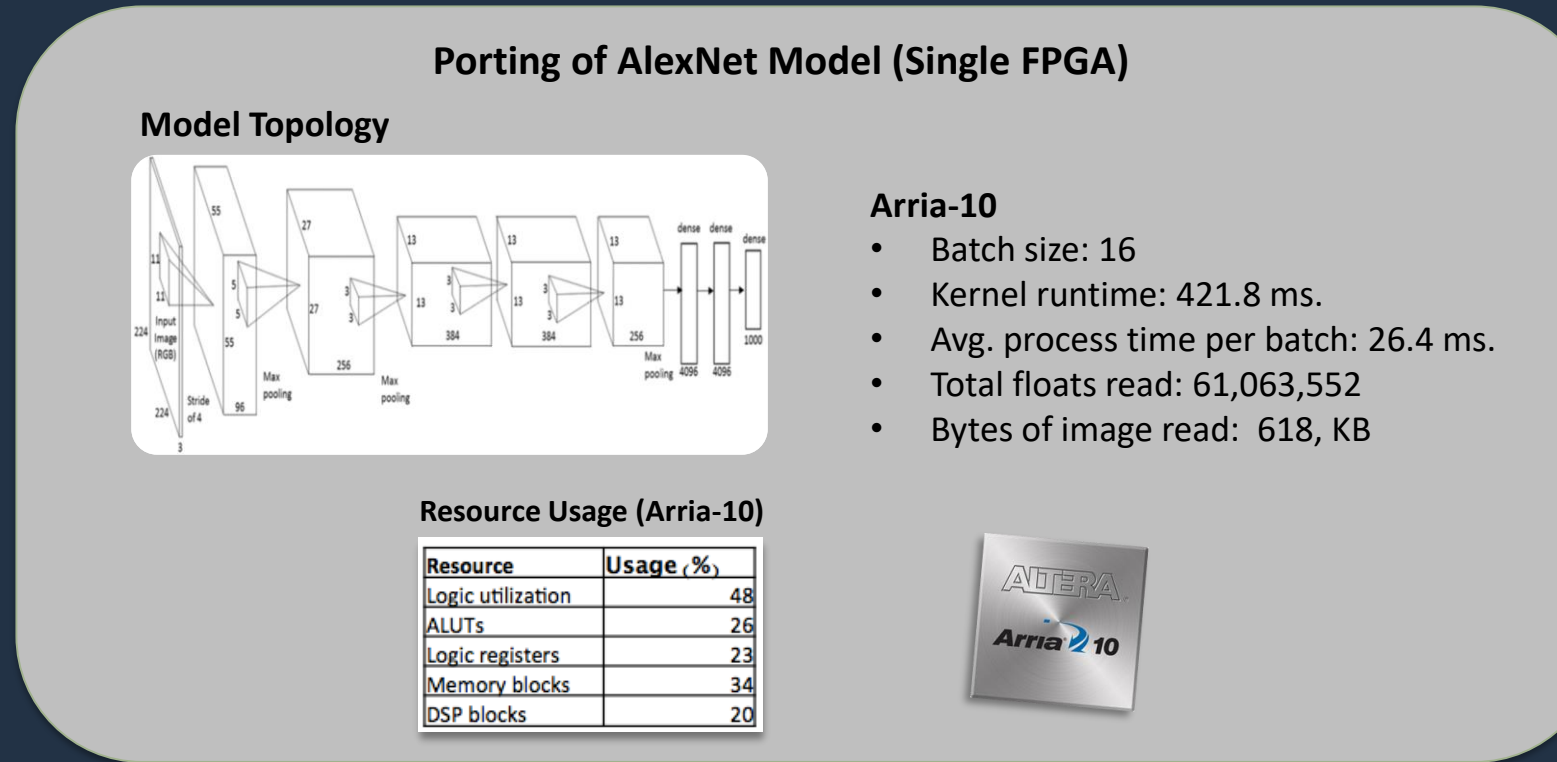 Porting of AlexNet Model (Single FPGA)
Model Topology
55
27
13
13
13
dense
dense
dense
11
11
5
5
3
3
3
3
3
3
224
Input
Image
(RGB)
55
27
13
13
13
384
384
256
1000
Max
pooling
4096
4096
256
Max
pooling
Max
pooling
96
Stride
of 4
224
3
Arria-10
• Batch size: 16
• Kernel runtime: 421.8 ms.
• Avg. process time per batch: 26.4 ms.
• Total floats read: 61,063,552
• Bytes of image read: 618, KB
Resource Usage (Arria-10)
Resource Usage (%)
Logic utilization 48
ALUTs 26
Logic registers 23
Memory blocks 34
DSP blocks 20
ALTERA®
Arria 10